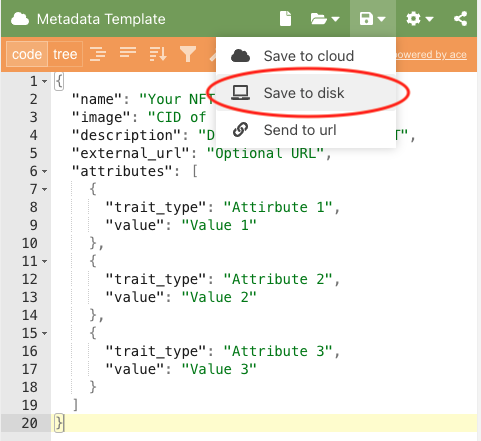 Metadata Template
code tree powered by ace
Save to cloud
Save to disk
Send to url
1 {
2 "name": "Your NFT
3 "image": "CID of
4 "description": "D T",
5 "external_url": "Optional URL",
6 "attributes": [
7 {
8 "trait_type": "Attirbute 1",
9 "value": "Value 1"
10 },
11 {
12 "trait_type": "Attribute 2",
13 "value": "Value 2"
14 },
15 {
16 "trait_type": "Attribute 3",
17 "value": "Value 3"
18 }
19 ]
20 }